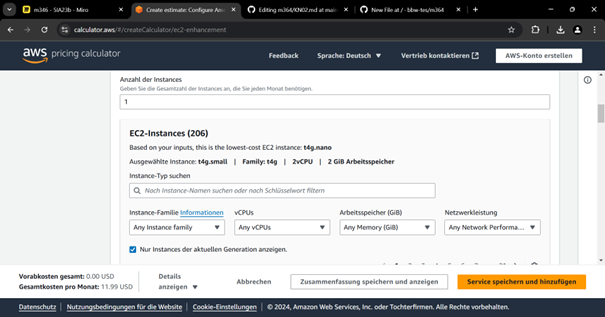 m346 - SIA23b - Miro
Create estimate: Configure Ama
Editing m364/KN02.md at main
New File at / - bbw-tes/m364
calculator.aws/#/createCalculator/ec2-enhancement
aws pricing calculator
Feedback
Sprache: Deutsch
Vertrieb kontaktieren
AWS-Konto erstellen
Anzahl der Instances
Geben Sie die Gesamtzahl der Instances an, die Sie jeden Monat benötigen.
1
EC2-Instances (206)
Based on your inputs, this is the lowest-cost EC2 instance: t4g.nano
Ausgewählte Instance: t4g.small | Family: t4g | 2vCPU | 2 GiB Arbeitsspeicher
Instance-Typ suchen
Nach Instance-Namen suchen oder nach Schlüsselwort filtern
Instance-Familie Informationen
vCPUs
Arbeitsspeicher (GiB)
Netzwerkleistung
Any Instance family
Any vCPUs
Any Memory (GiB)
Any Network Performa...
Nur Instances der aktuellen Generation anzeigen.
Vorabkosten gesamt: 0.00 USD
Gesamtkosten pro Monat: 11.99 USD
Details
anzeigen
Abbrechen
Zusammenfassung speichern und anzeigen
Service speichern und hinzufügen
Datenschutz | Nutzungsbedingungen für die Website | Cookie-Einstellungen | © 2024, Amazon Web Services, Inc. oder Tochterfirmen. Alle Rechte vorbehalten.